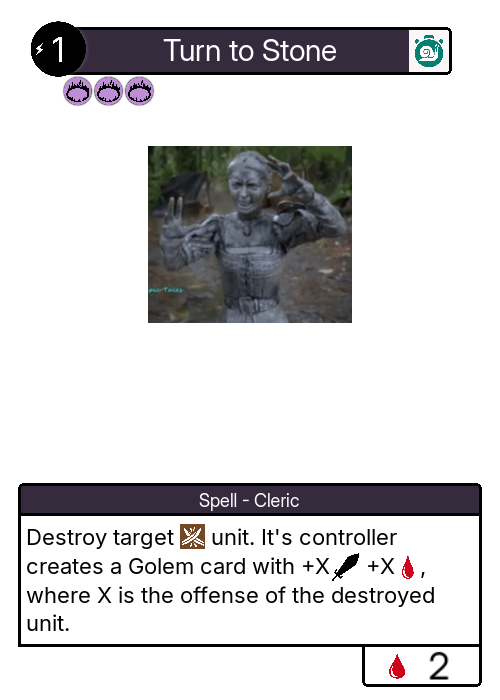 1 Turn to Stone
Spell - Cleric
Destroy target unit. It's controller
creates a Golem card with +X +X ,
where X is the offense of the destroyed
unit.
2